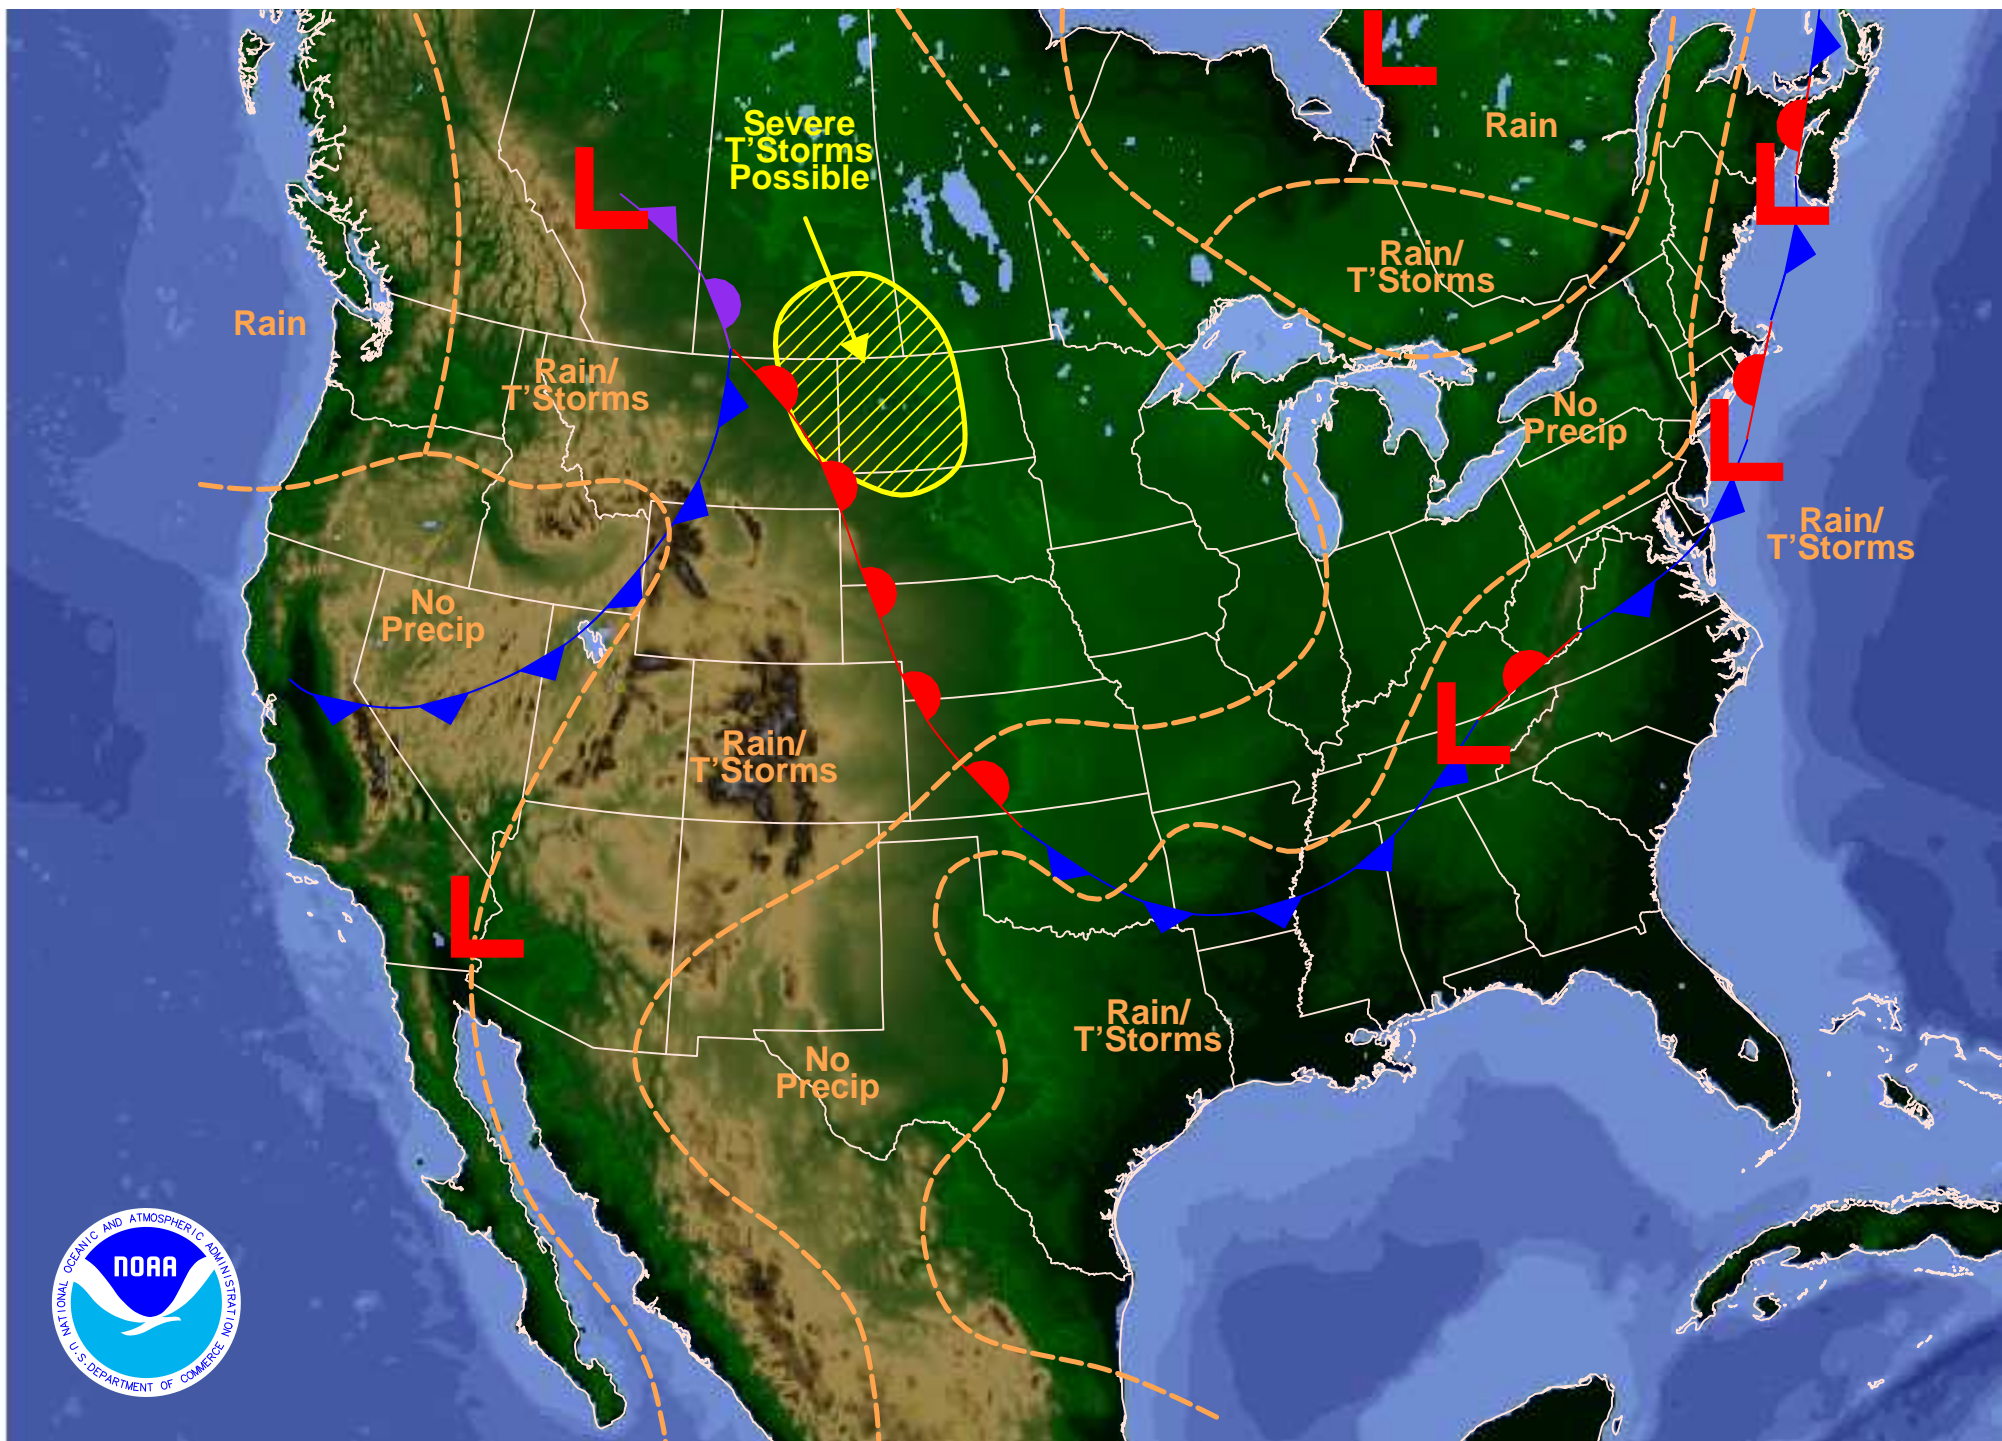 Severe
T'Storms
Possible
Rain
Rain/
T'Storms
Rain
Rain/
T'Storms
No
Precip
Rain/
T'Storms
No
Precip
Rain/
T'Storms
Rain/
T'Storms
No
Precip
NATIONAL OCEANIC AND ATMOSPHERIC ADMINISTRATION
NOAA
U.S. DEPARTMENT OF COMMERCE
L
L
L
L
L
L